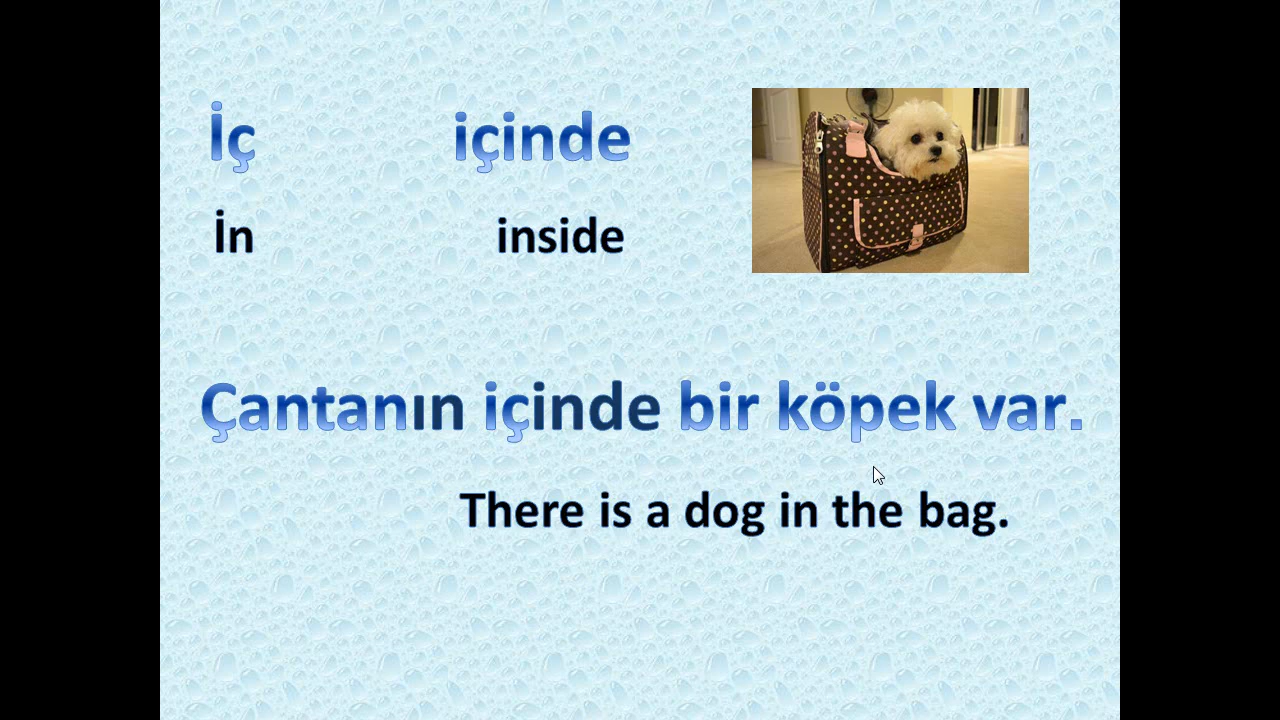 İç içinde
İn inside
Çantanın içinde bir köpek var.
There is a dog in the bag.